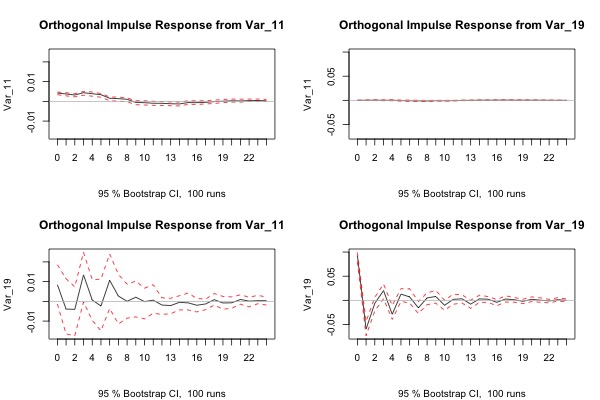 Orthogonal Impulse Response from Var_11
Var_11
0.01
-0.01
0 2 4 6 8 10 13 16 19 22
95 % Bootstrap CI, 100 runs
Orthogonal Impulse Response from Var_19
Var_11
0.05
-0.05
0 2 4 6 8 10 13 16 19 22
95 % Bootstrap CI, 100 runs
Orthogonal Impulse Response from Var_11
Var_19
0.01
-0.01
0 2 4 6 8 10 13 16 19 22
95 % Bootstrap CI, 100 runs
Orthogonal Impulse Response from Var_19
Var_19
0.05
-0.05
0 2 4 6 8 10 13 16 19 22
95 % Bootstrap CI, 100 runs